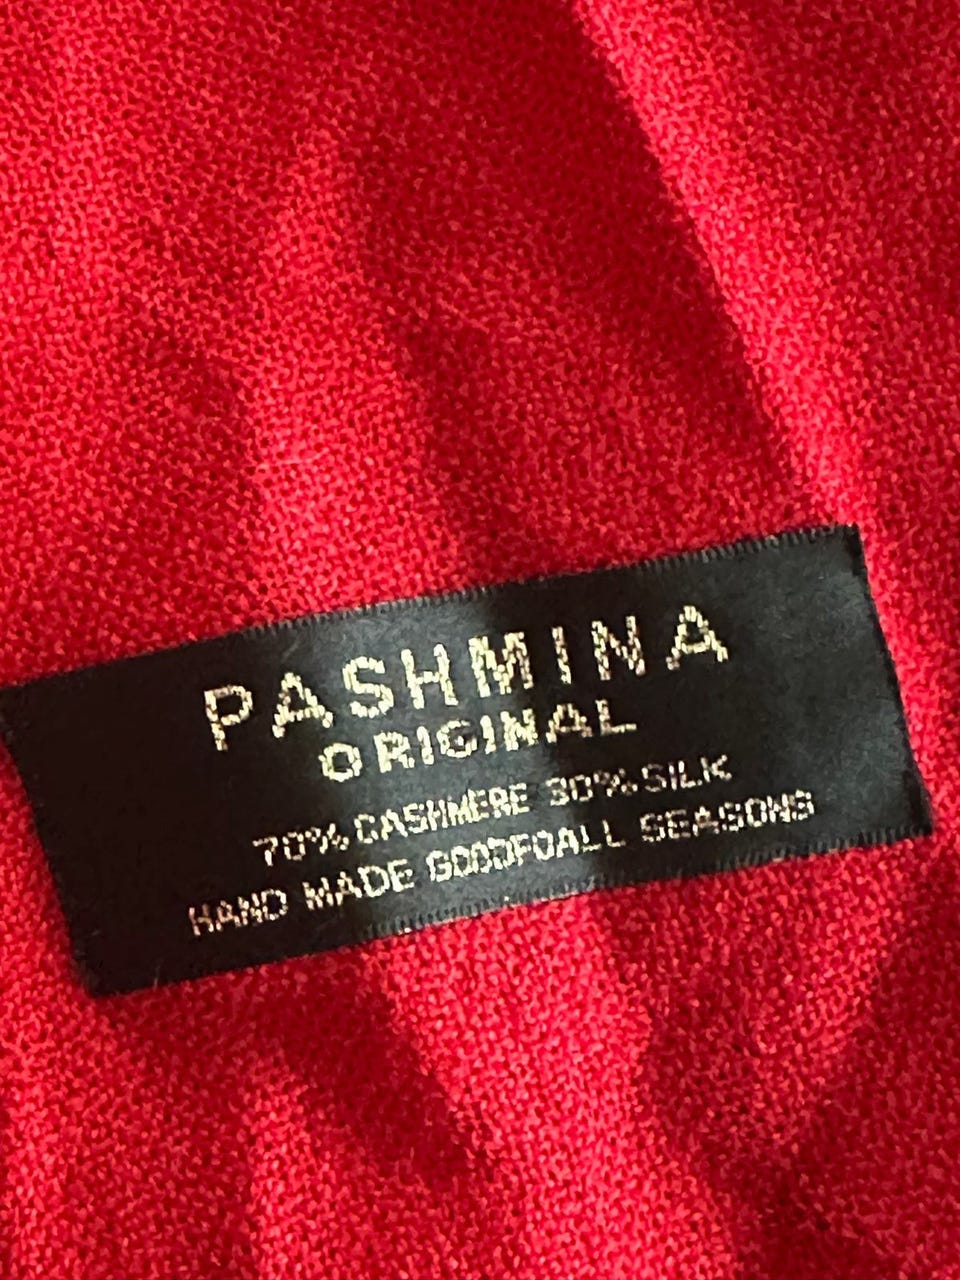 PASHMINA
ORIGINAL
70% CASHMERE 30% SILK
HAND MADE GOODFOALL SEASONS